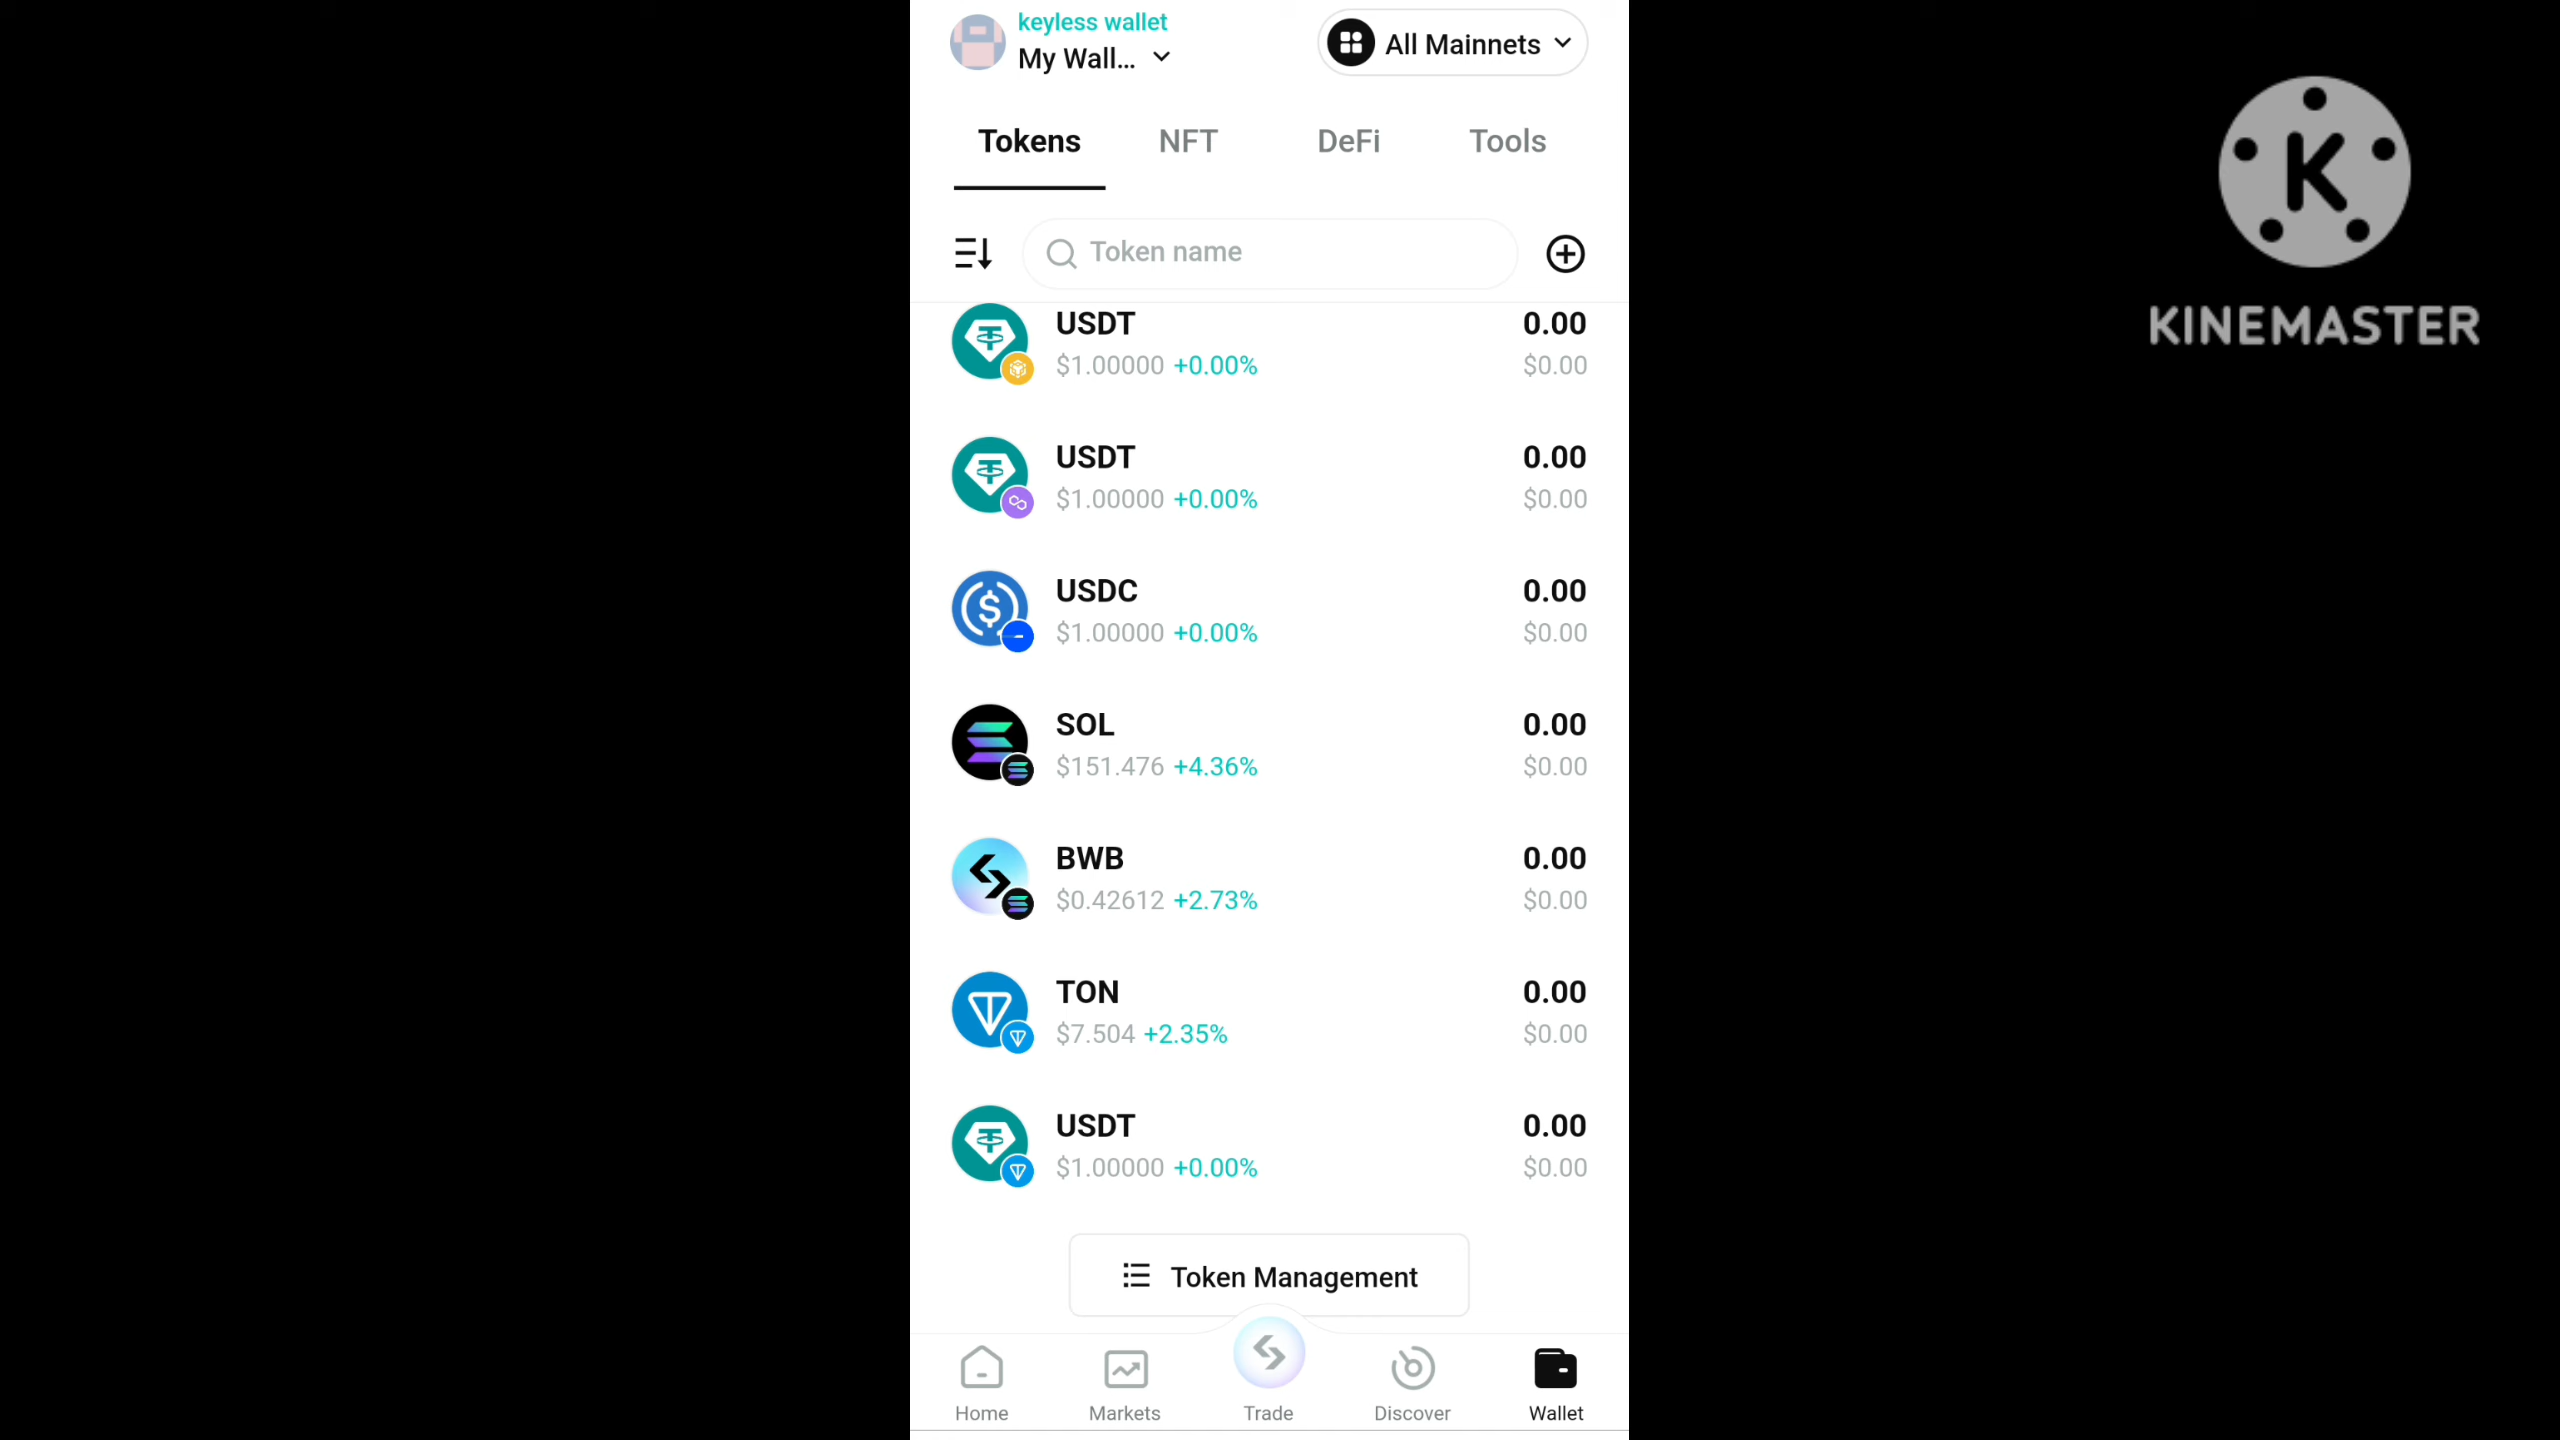 keyless wallet
My Wall...
All Mainnets
Tokens NFT DeFi Tools
Token name
USDT 0.00
$1.00000 +0.00% $0.00
USDT 0.00
$1.00000 +0.00% $0.00
USDC 0.00
$1.00000 +0.00% $0.00
SOL 0.00
$151.476 +4.36% $0.00
BWB 0.00
$0.42612 +2.73% $0.00
TON 0.00
$7.504 +2.35% $0.00
USDT 0.00
$1.00000 +0.00% $0.00
Token Management
Home Markets Trade Discover Wallet
K
KINEMASTER